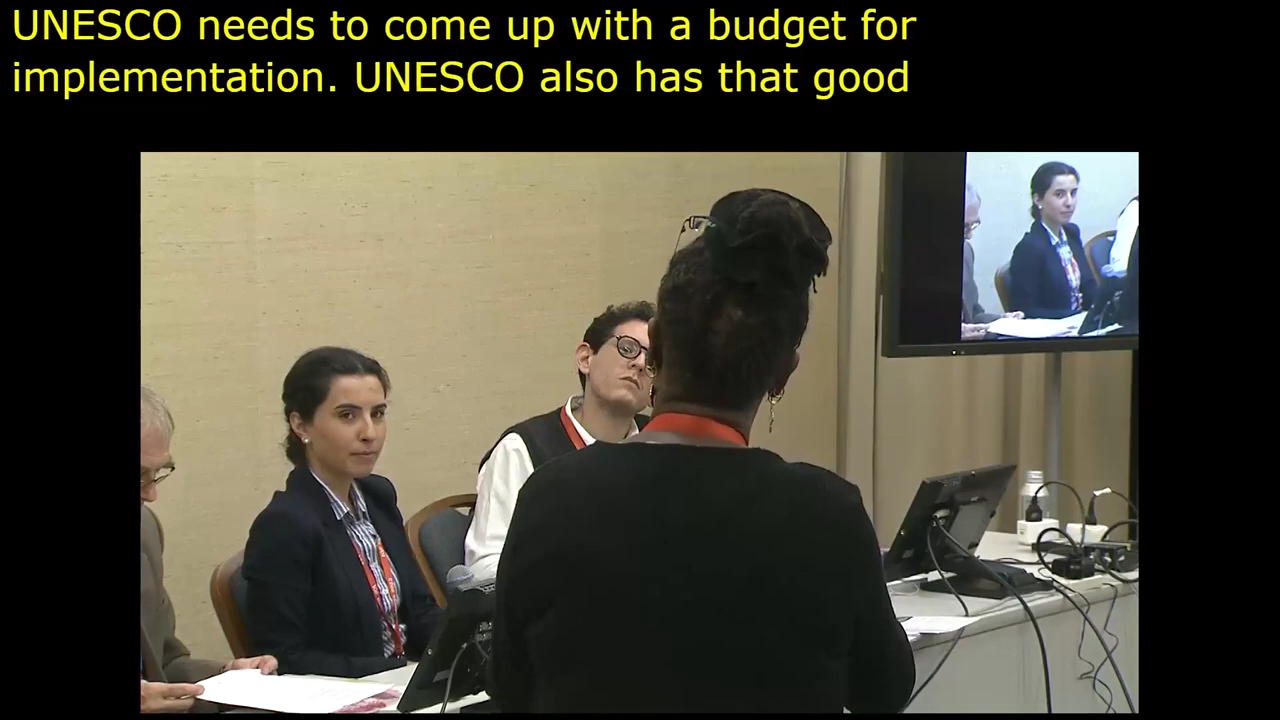 UNESCO needs to come up with a budget for
implementation. UNESCO also has that good